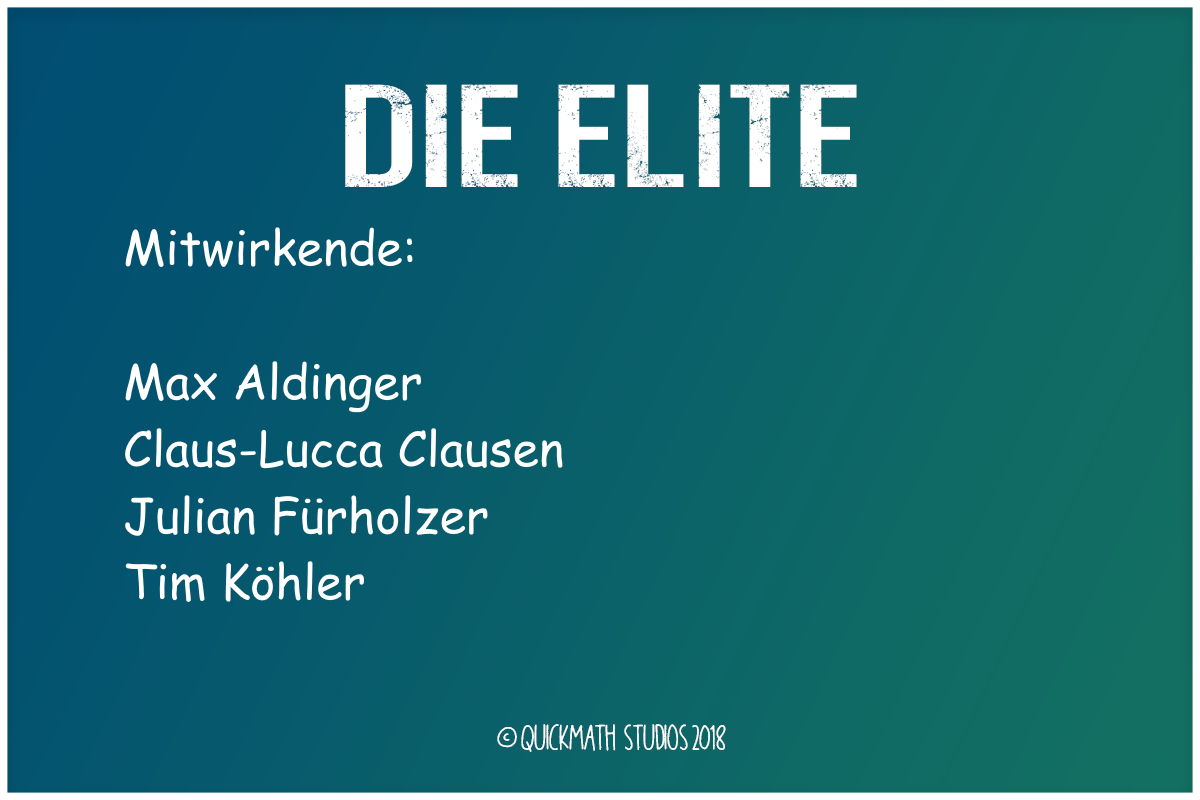 DIE ELITE
Mitwirkende:
Max Aldinger
Claus-Lucca Clausen
Julian Fürholzer
Tim Köhler
© QUICKMATH STUDIOS 2018